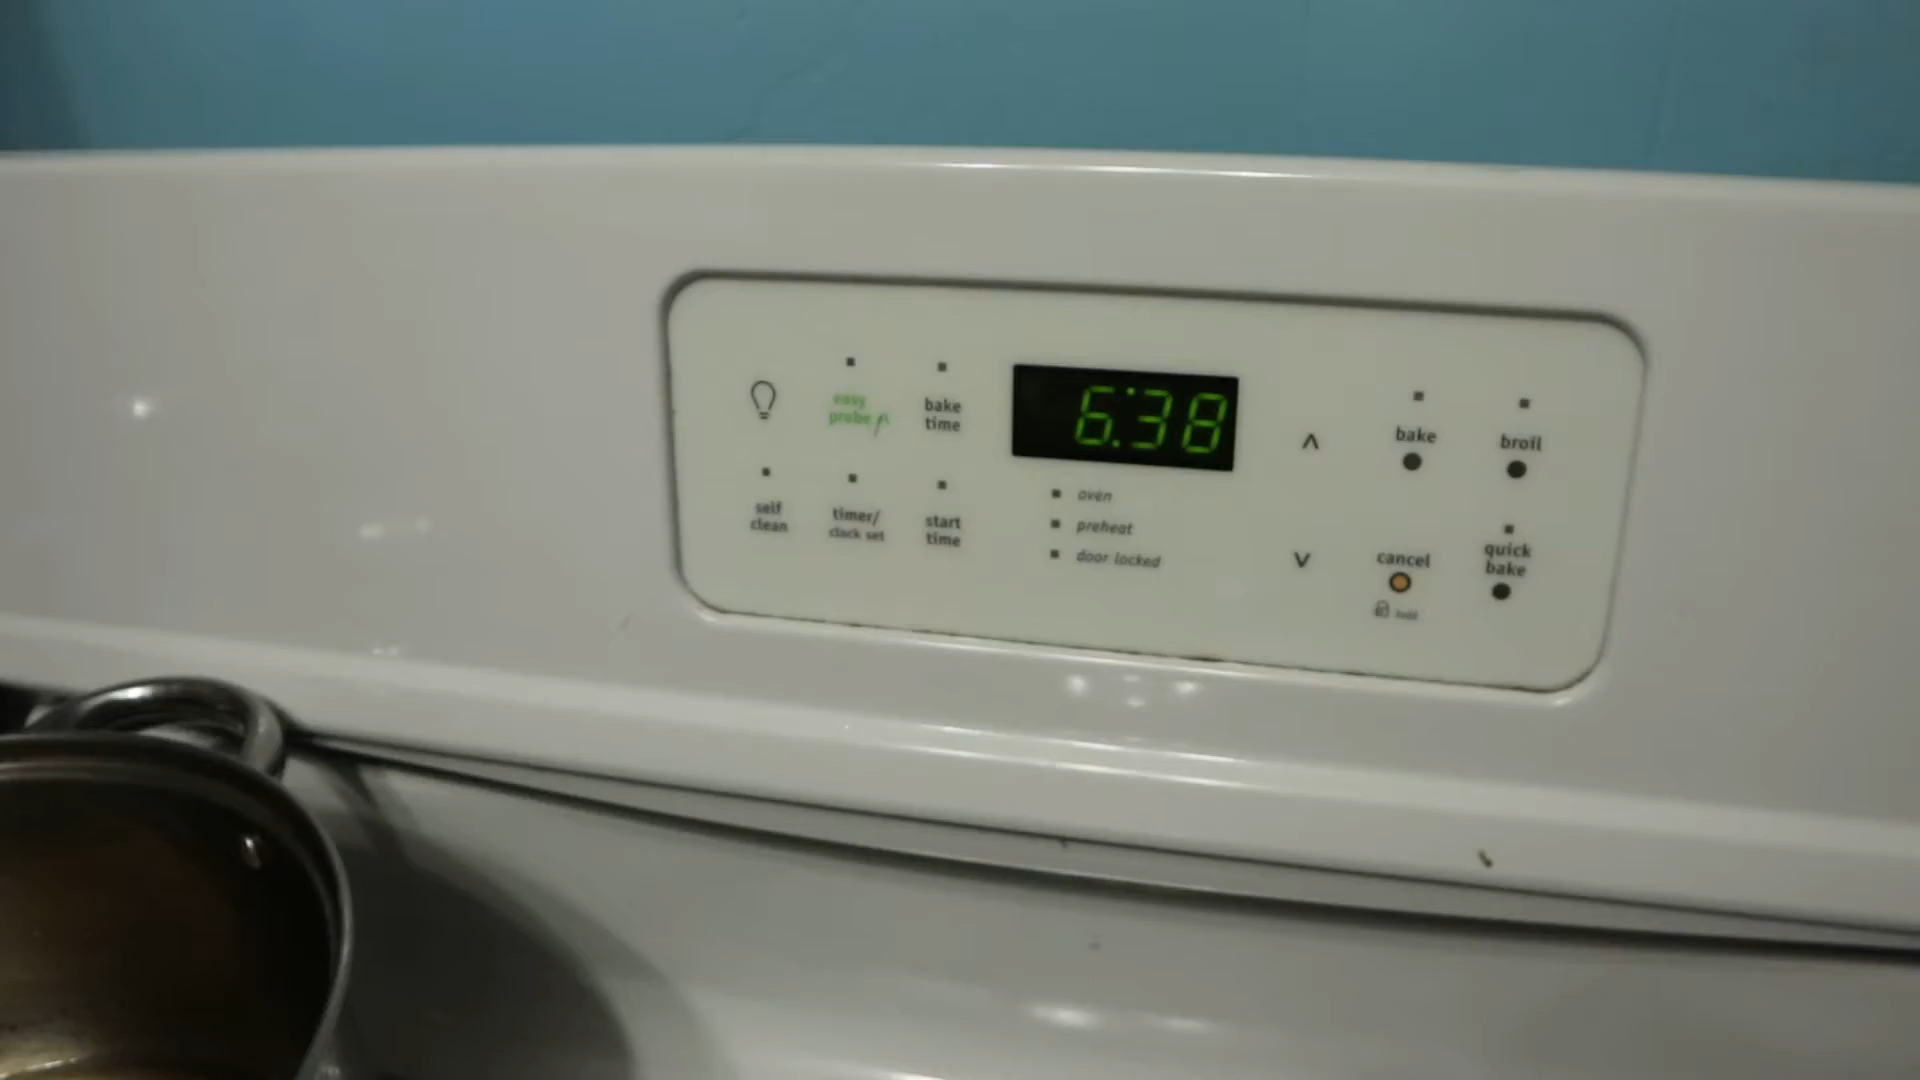 easy
probe
bake
time
6:38
self
clean
timer/
clock set
start
time
oven
preheat
door locked
bake
broil
cancel
quick
bake